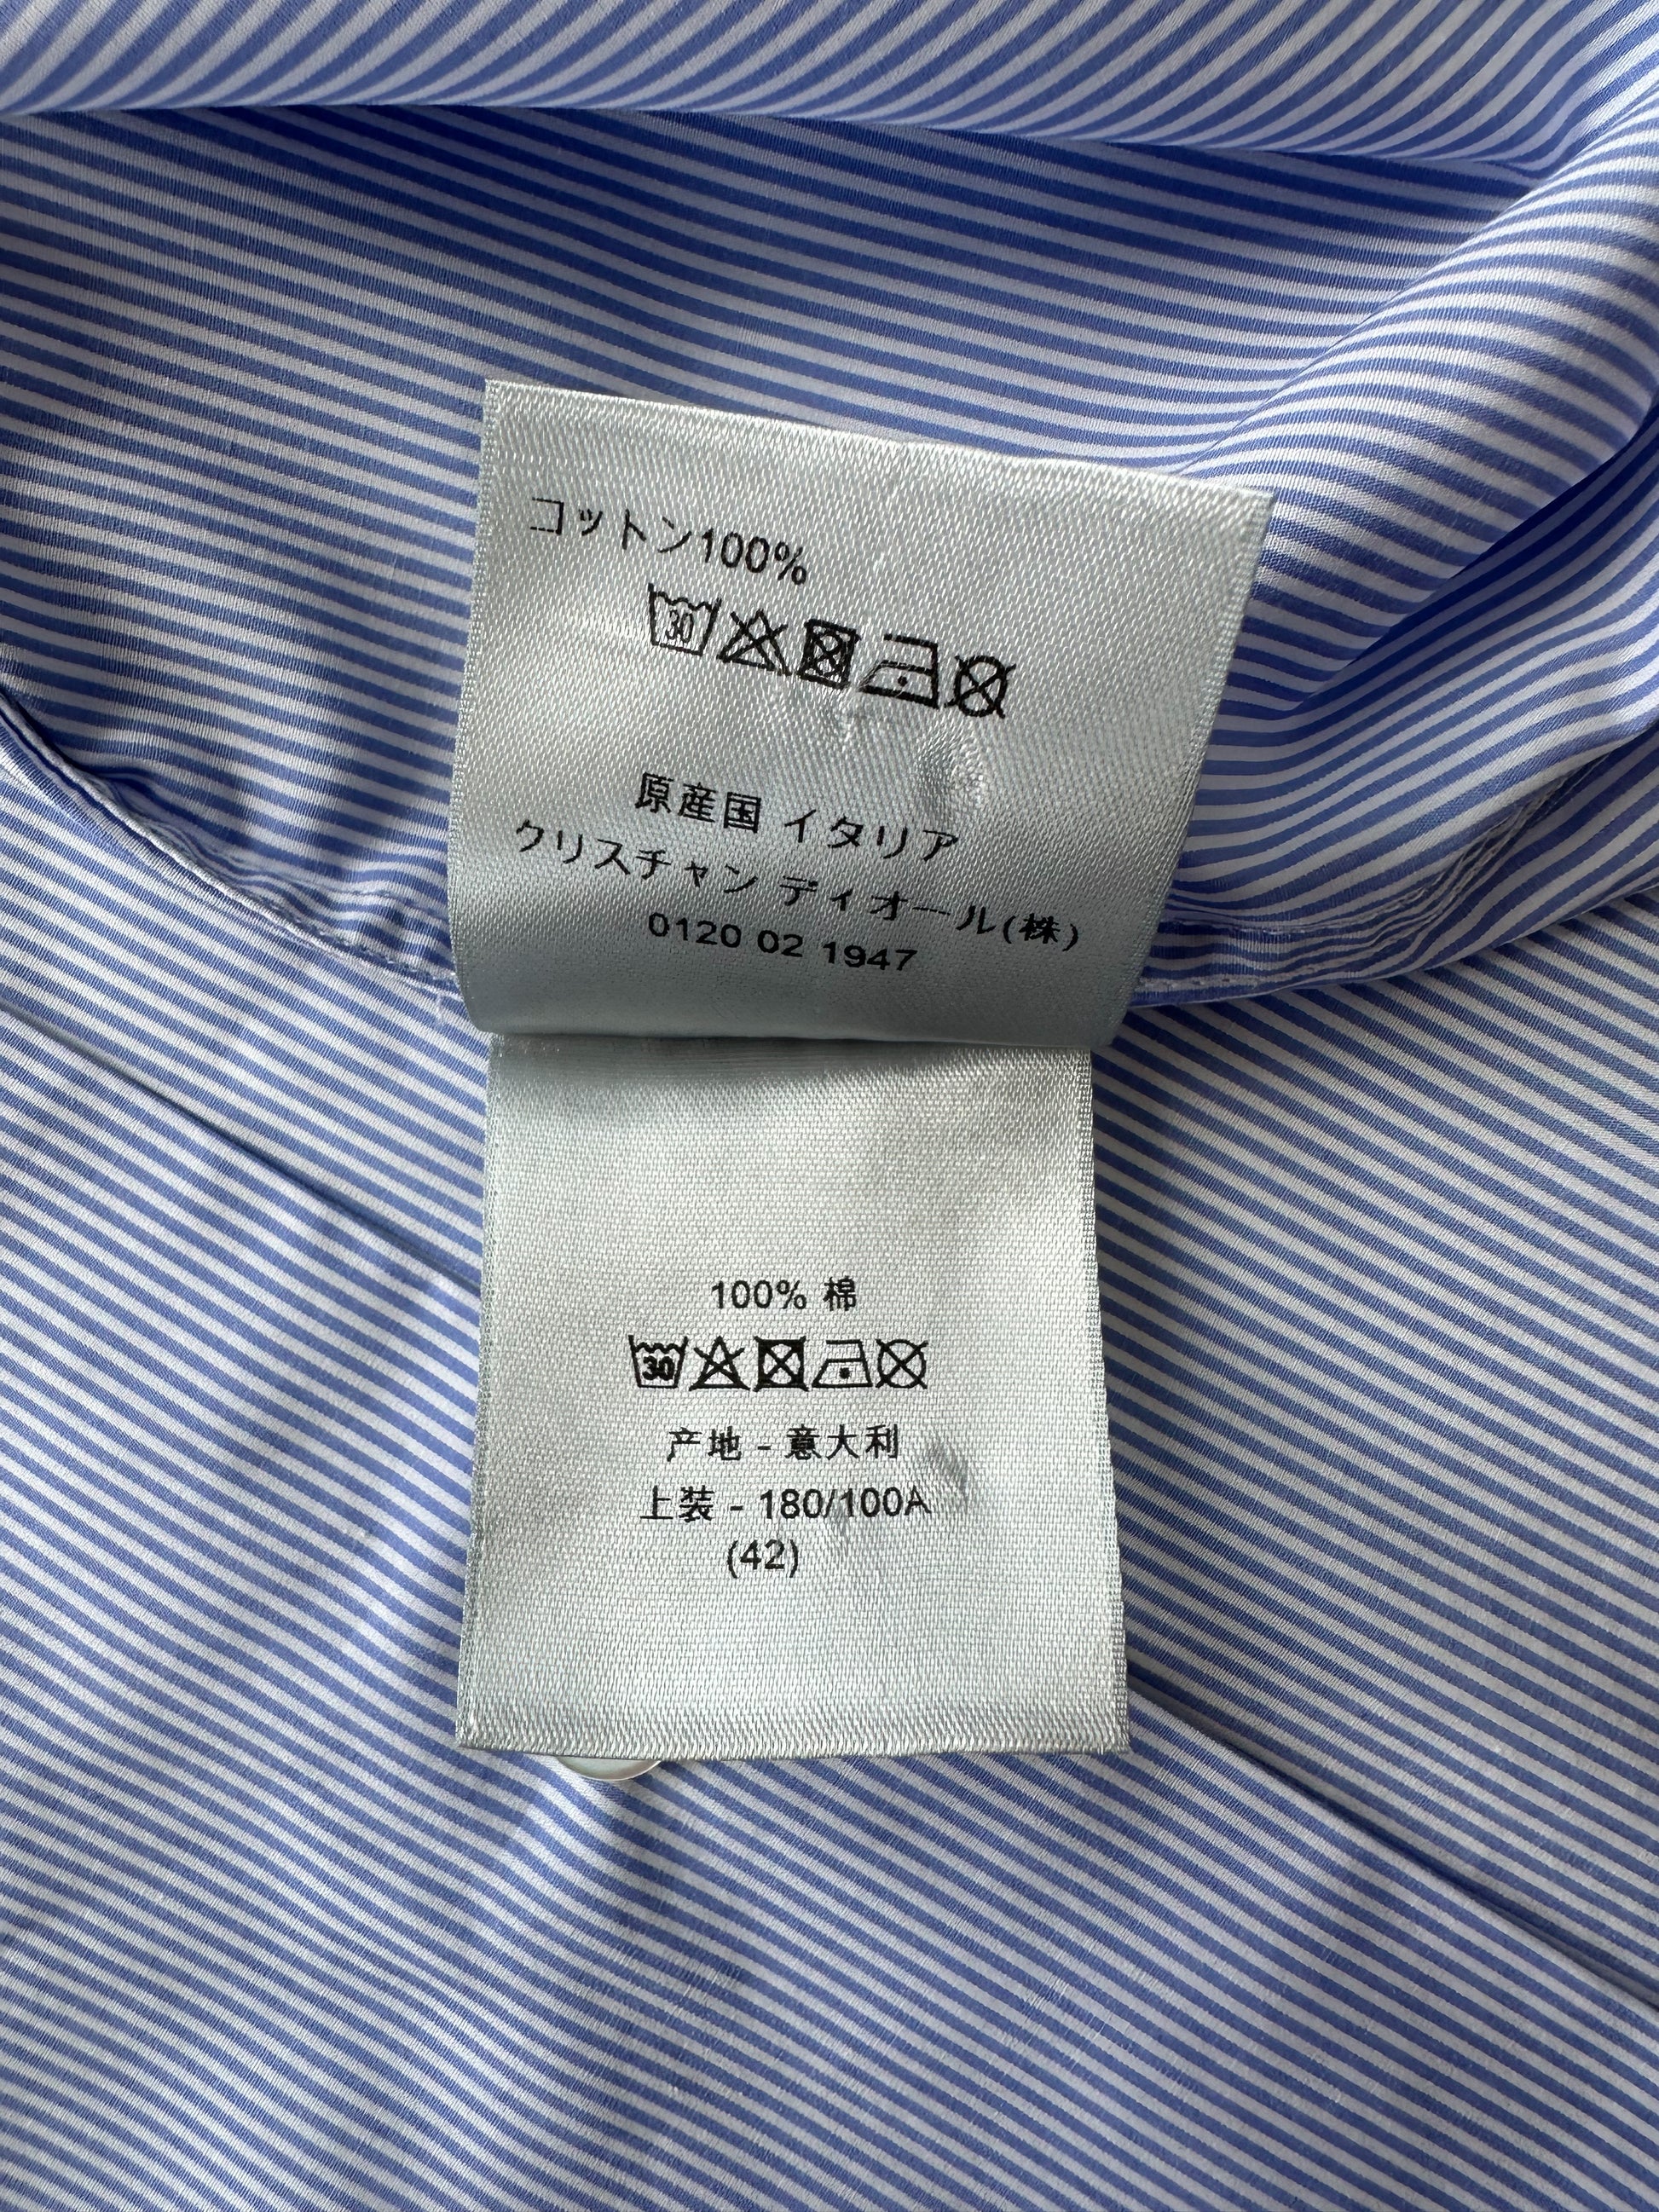 コットン100%
30
原産国 イタリア
クリスチャン ディオール(株)
0120 02 1947
100% 棉
30
产地 - 意大利
上装 - 180/100A
(42)